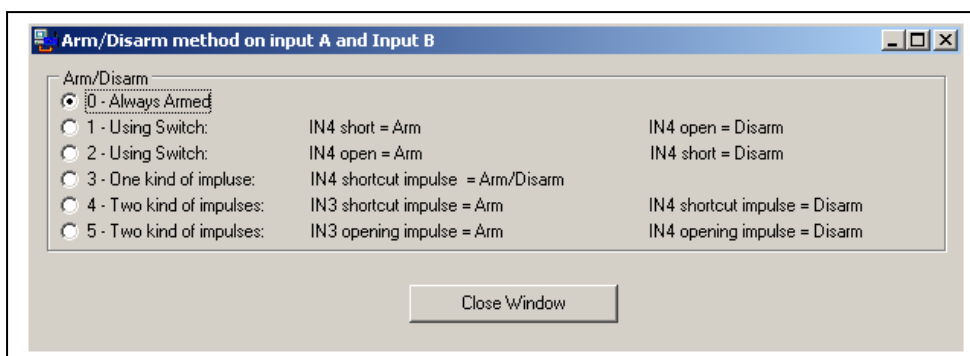 Arm/Disarm method on input A and Input B
Arm/Disarm
0 - Always Armed
1 - Using Switch: IN4 short = Arm IN4 open = Disarm
2 - Using Switch: IN4 open = Arm IN4 short = Disarm
3 - One kind of impluse: IN4 shortcut impulse = Arm/Disarm
4 - Two kind of impulses: IN3 shortcut impulse = Arm IN4 shortcut impulse = Disarm
5 - Two kind of impulses: IN3 opening impulse = Arm IN4 opening impulse = Disarm
Close Window